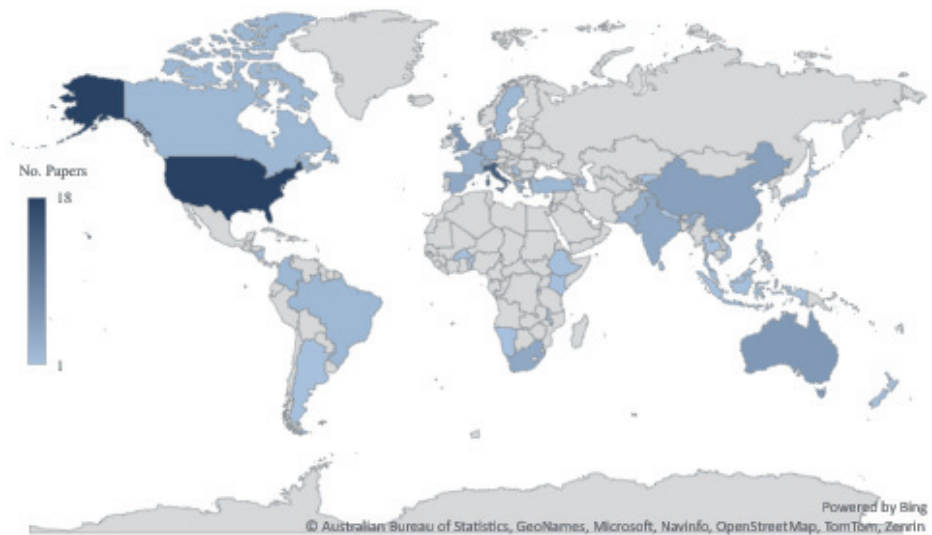 No. Papers
18
1
Powered by Bing
© Australian Bureau of Statistics, GeoNames, Microsoft, Navinfo, OpenStreetMap, TomTom, Zenrin